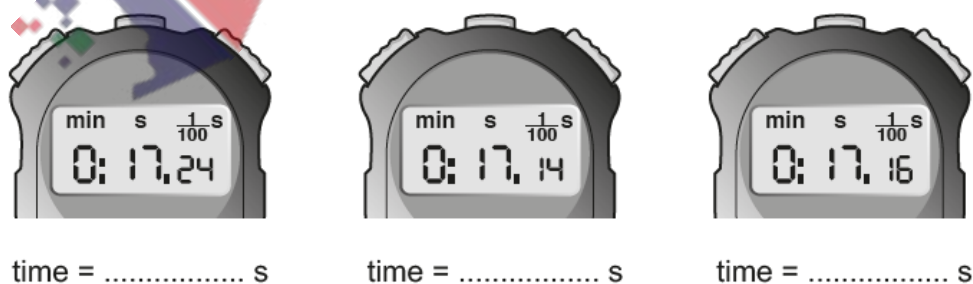 min s 1/100 s
0: 17. 24
min s 1/100 s
0: 17. 14
min s 1/100 s
0: 17. 16
time = ................ s
time = ................ s
time = ................ s